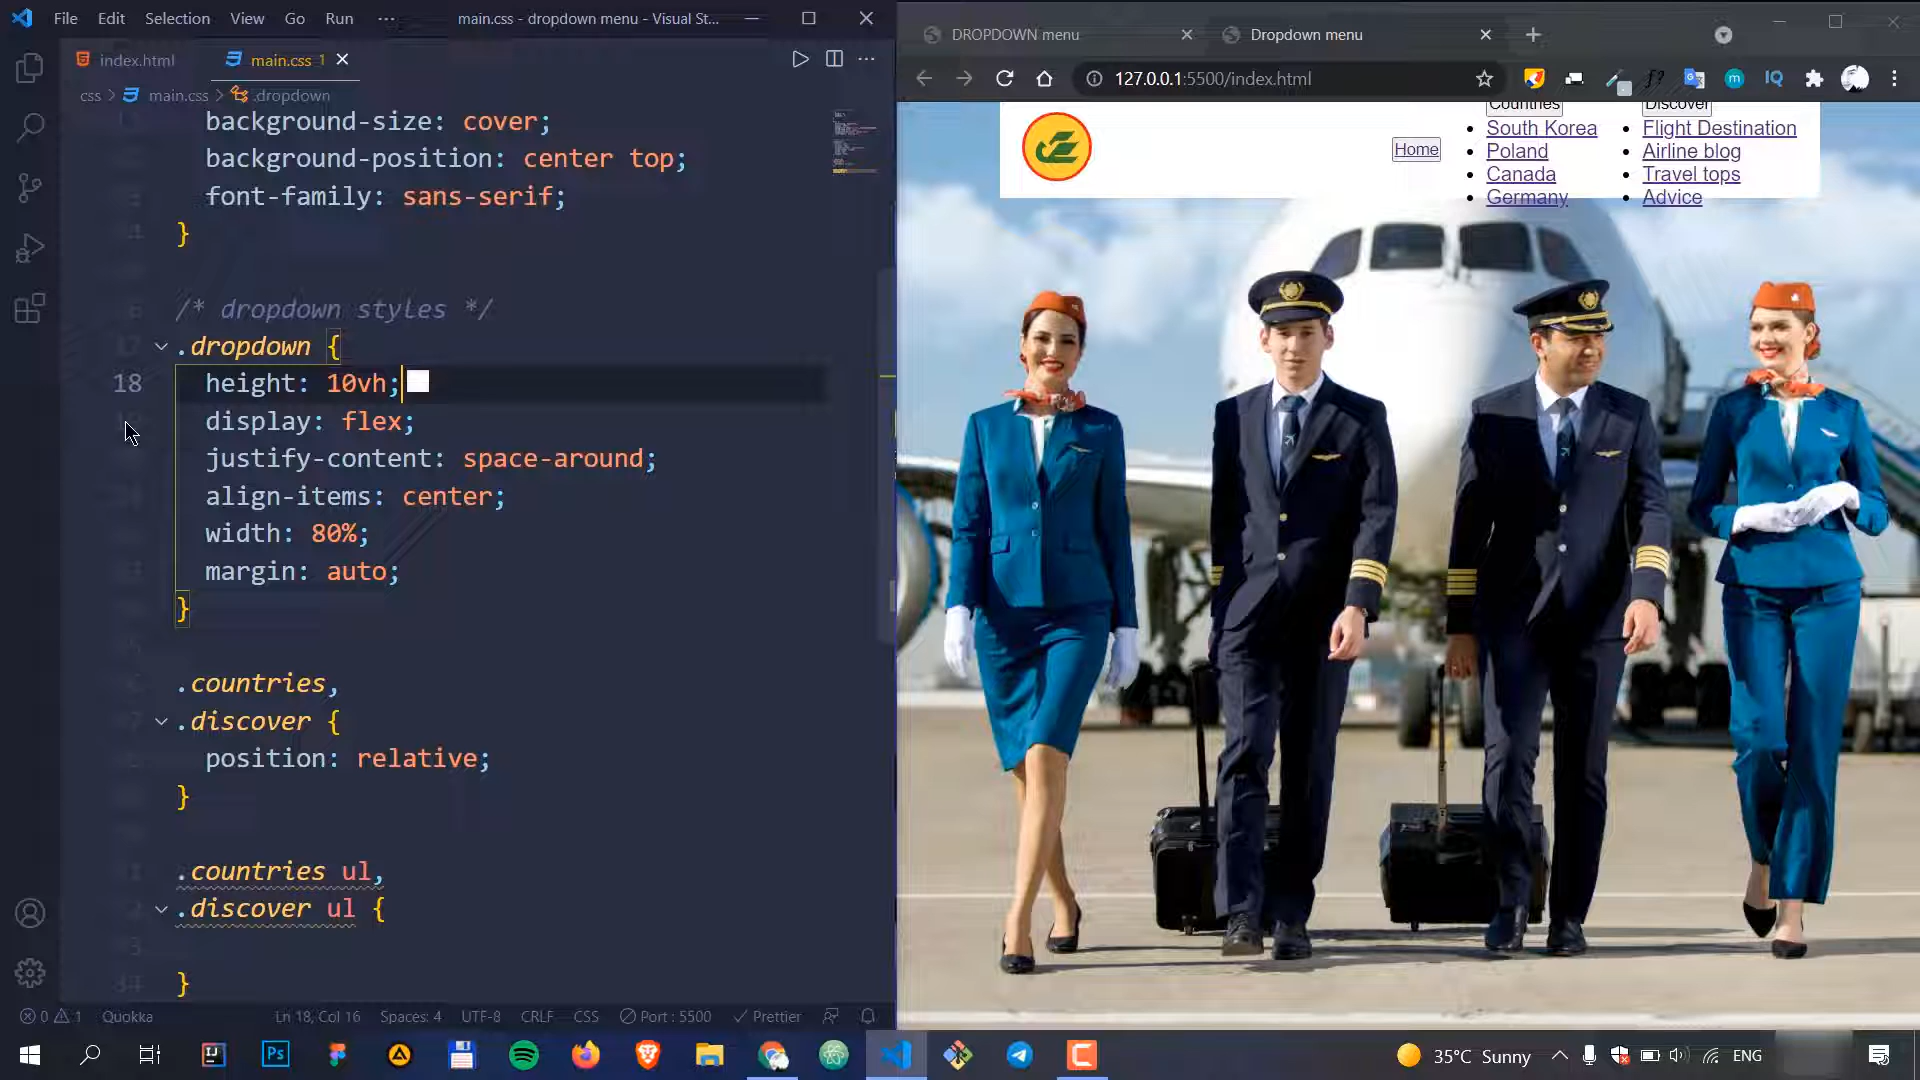 File Edit Selection View Go Run ··· main.css - dropdown menu - Visual St...
index.html main.css 1
css > main.css > .dropdown
background-size: cover;
background-position: center top;
font-family: sans-serif;
}
/* dropdown styles */
.dropdown {
18 height: 10vh;
display: flex;
justify-content: space-around;
align-items: center;
width: 80%;
margin: auto;
}
.countries,
.discover {
position: relative;
}
.countries ul,
.discover ul {
}
0 1 Quokka Ln 18, Col 16 Spaces: 4 UTF-8 CRLF CSS Port : 5500 Prettier
DROPDOWN menu Dropdown menu
127.0.0.1:5500/index.html
Home
Countries
South Korea
Poland
Canada
Germany
Discover
Flight Destination
Airline blog
Travel tops
Advice
35°C Sunny ENG